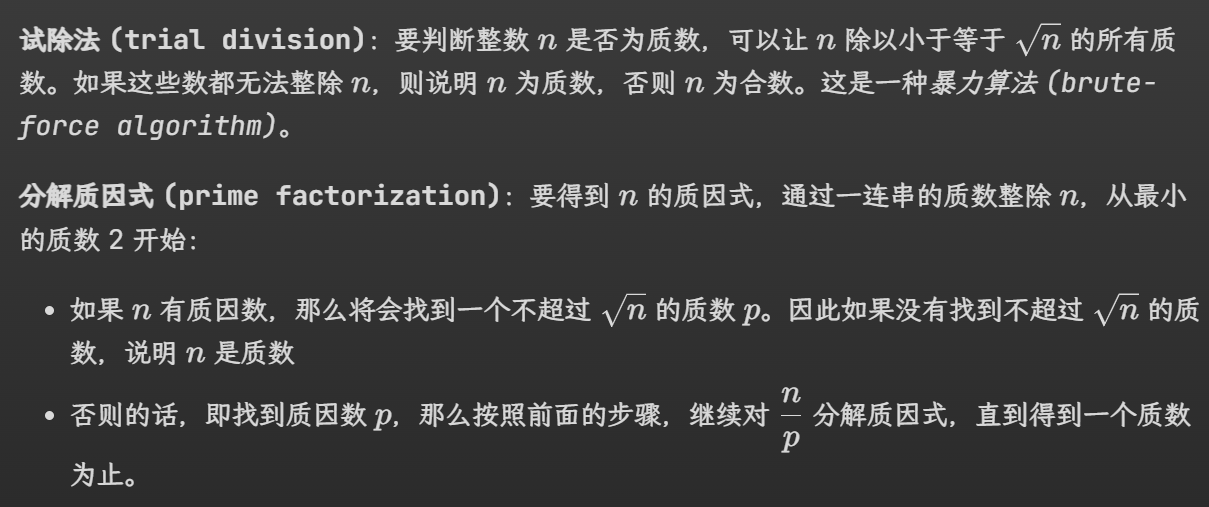 试除法 (trial division)：要判断整数 n 是否为质数，可以让 n 除以小于等于 √n 的所有质
数。如果这些数都无法整除 n，则说明 n 为质数，否则 n 为合数。这是一种暴力算法 (brute-
force algorithm)。
分解质因式 (prime factorization)：要得到 n 的质因式，通过一连串的质数整除 n，从最小
的质数 2 开始：
• 如果 n 有质因数，那么将会找到一个不超过 √n 的质数 p。因此如果没有找到不超过 √n 的质
数，说明 n 是质数
• 否则的话，即找到质因数 p，那么按照前面的步骤，继续对 n/p 分解质因式，直到得到一个质数
为止。